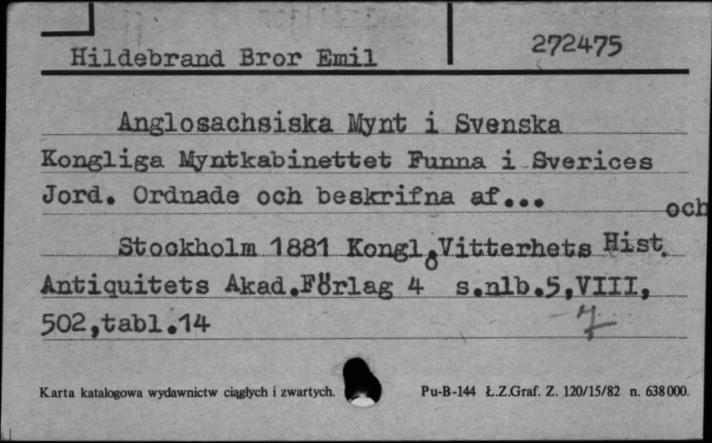 Hildebrand Bror Emil 272475
Anglosachsiska Mynt i Svenska
Kongliga Myntkabinettet Funna i Sverices
Jord. Ordnade och beskrifna af...
och
Stockholm 1881 Kongl. Vitterhets Hist.
Antiquitets Akad.Förlag 4° s.nlb.5,VIII,
502,tabl.14
7
Karta katalogowa wydawnictw ciągłych i zwartych. Pu-B-144 Ł.Z.Graf. Z. 120/15/82 n. 638000.